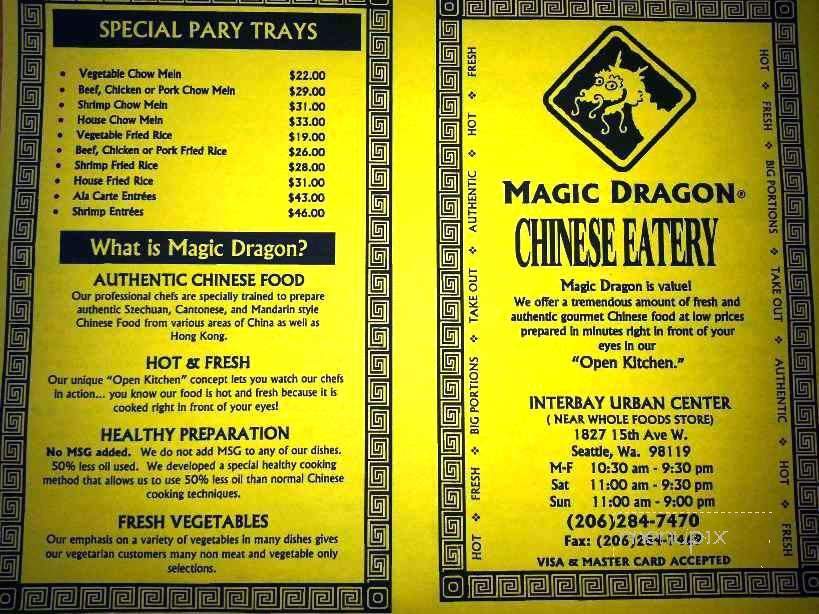 SPECIAL PARY TRAYS
• Vegetable Chow Mein $22.00
• Beef, Chicken or Pork Chow Mein $29.00
• Shrimp Chow Mein $31.00
• House Chow Mein $33.00
• Vegetable Fried Rice $19.00
• Beef, Chicken or Pork Fried Rice $26.00
• Shrimp Fried Rice $28.00
• House Fried Rice $31.00
• Ala Carte Entrées $43.00
• Shrimp Entrées $46.00
What is Magic Dragon?
AUTHENTIC CHINESE FOOD
Our professional chefs are specially trained to prepare
authentic Szechuan, Cantonese, and Mandarin style
Chinese Food from various areas of China as well as
Hong Kong.
HOT & FRESH
Our unique "Open Kitchen" concept lets you watch our chefs
in action... you know our food is hot and fresh because it is
cooked right in front of your eyes!
HEALTHY PREPARATION
No MSG added. We do not add MSG to any of our dishes.
50% less oil used. We developed a special healthy cooking
method that allows us to use 50% less oil than normal Chinese
cooking techniques.
FRESH VEGETABLES
Our emphasis on a variety of vegetables in many dishes gives
our vegetarian customers many non meat and vegetable only
selections.
HOT ❖ FRESH ❖ BIG PORTIONS ❖ TAKE OUT ❖ AUTHENTIC ❖ HOT ❖ FRESH
MAGIC DRAGON®
CHINESE EATERY
Magic Dragon is value!
We offer a tremendous amount of fresh and
authentic gourmet Chinese food at low prices
prepared in minutes right in front of your
eyes in our
"Open Kitchen."
INTERBAY URBAN CENTER
( NEAR WHOLE FOODS STORE)
1827 15th Ave W.
Seattle, Wa. 98119
M-F 10:30 am - 9:30 pm
Sat 11:00 am - 9:30 pm
Sun 11:00 am - 9:00 pm
(206)284-7470
Fax: (206)284-
VISA & MASTER CARD ACCEPTED
HOT ❖ FRESH ❖ BIG PORTIONS ❖ TAKE OUT ❖ AUTHENTIC ❖ HOT ❖ FRESH
menupix